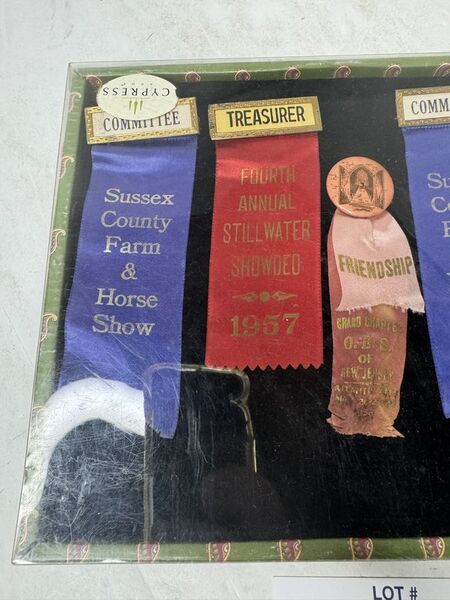 CYPRESS
COMMITTEE
Sussex
County
Farm
&
Horse
Show
TREASURER
FOURTH
ANNUAL
STILLWATER
SHOWDEO
1957
FRIENDSHIP
GRAND CHAPTER
O.E.S.
OF
NEW JERSEY
COMM
Su
Co
LOT #